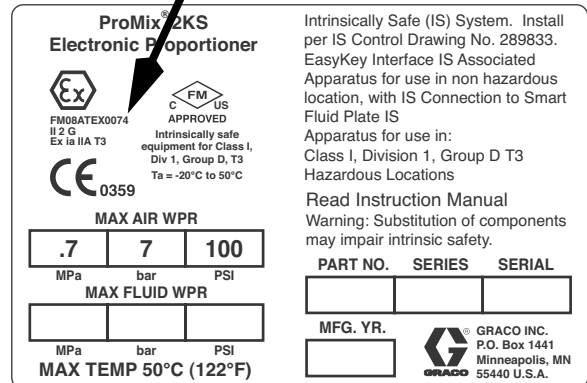 ProMix® 2KS
Electronic Proportioner
Ex
FM08ATEX0074
II 2 G
Ex ia IIA T3
CE 0359
FM
C US
APPROVED
Intrinsically safe
equipment for Class I,
Div 1, Group D, T3
Ta = -20°C to 50°C
MAX AIR WPR
.7 7 100
MPa bar PSI
MAX FLUID WPR
MPa bar PSI
MAX TEMP 50°C (122°F)
Intrinsically Safe (IS) System. Install
per IS Control Drawing No. 289833.
EasyKey Interface IS Associated
Apparatus for use in non hazardous
location, with IS Connection to Smart
Fluid Plate IS
Apparatus for use in:
Class I, Division 1, Group D T3
Hazardous Locations
Read Instruction Manual
Warning: Substitution of components
may impair intrinsic safety.
PART NO. SERIES SERIAL
MFG. YR.
GRACO
®
GRACO INC.
P.O. Box 1441
Minneapolis, MN
55440 U.S.A.